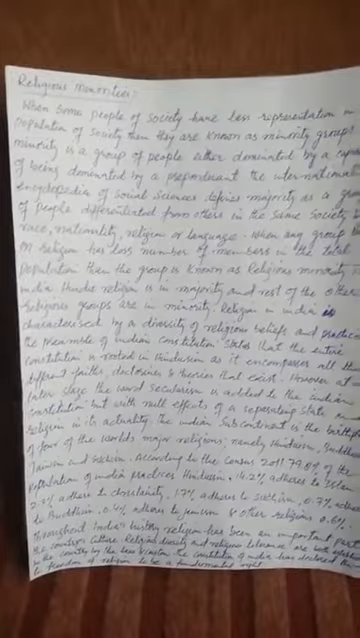 Religious Minorities:
When some people of society have less representation in
population of society then they are known as minority groups
minority is a group of people either dominated by a
of being dominated by a preponderant the international
encyclopedia of social sciences defines majority as a
of people differentiated from others in the same society
race, nationality, religion or language. When any group
on religion has less number of members in the total
population then the group is known as Religious minority.
India Hindu religion is in majority and rest of the other
religious groups are in minority. Religion in india is
characterised by a diversity of religious beliefs and practices
the preamble of indian constitution states that the entire
constitution is rooted in Hinduism as it encompasses all the
different faiths, doctrines & theories that exist. However at
later stage the word secularism is added to the indian
constitution but with null effects of a seperating state
religion in its actuality. The indian Subcontinent is the
of four of the worlds major religions; namely Hinduism,
Jainism and Sikhism. According to the census 2011 79.8% of the
population of india practices Hinduism, 14.2% adheres to Islam
2.3% adhere to christianity, 1.7% adheres to Sikhism, 0.7% adheres
to Buddhism, 0.4% adhere to jainism & other religions 0.6%.
Throughout India's history religion has been an important part
the country's culture. Religious diversity and religious tolerance are both
in the country by the law the constitution of india has declared the
freedom of religion to be a fundamental right